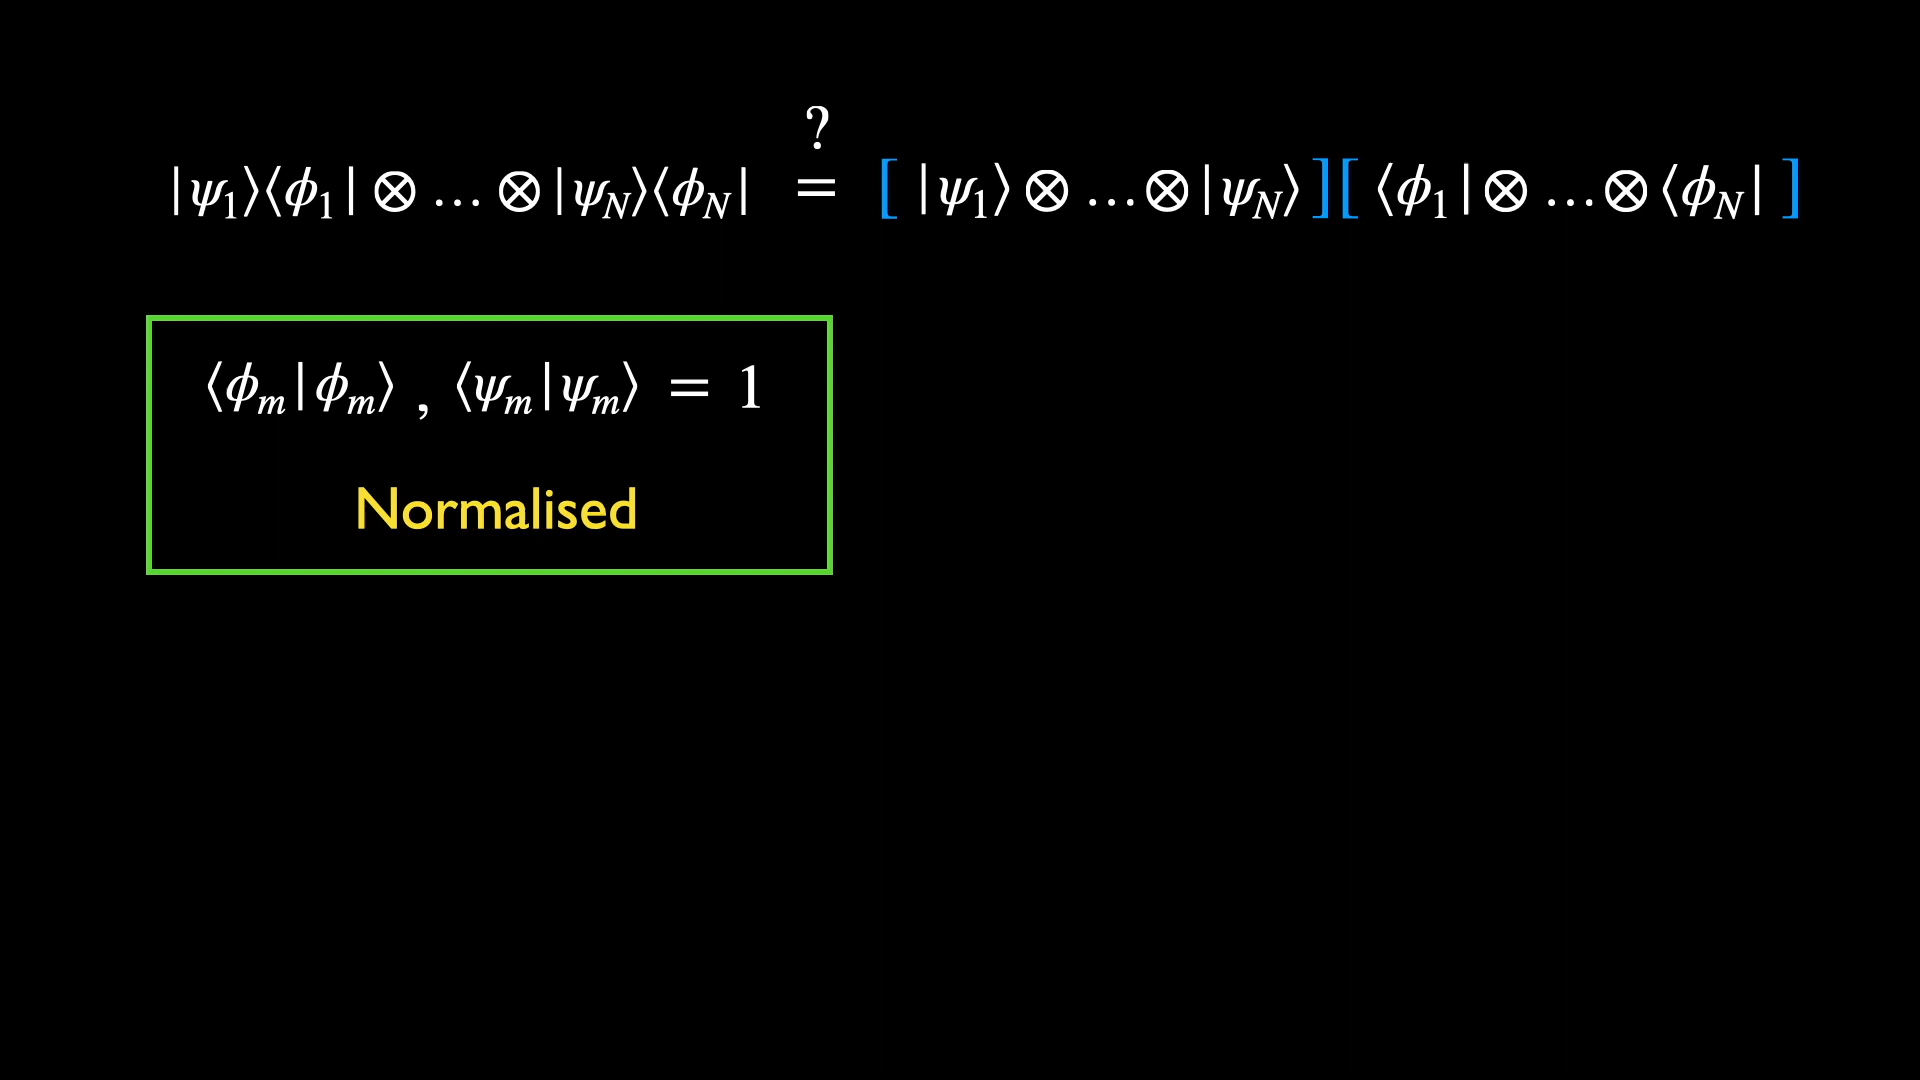 |ψ₁⟩⟨ϕ₁| ⊗ … ⊗ |ψ_N⟩⟨ϕ_N| =^? [ |ψ₁⟩ ⊗ … ⊗ |ψ_N⟩ ] [ ⟨ϕ₁| ⊗ … ⊗ ⟨ϕ_N| ]
⟨ϕ_m|ϕ_m⟩ , ⟨ψ_m|ψ_m⟩ = 1
Normalised